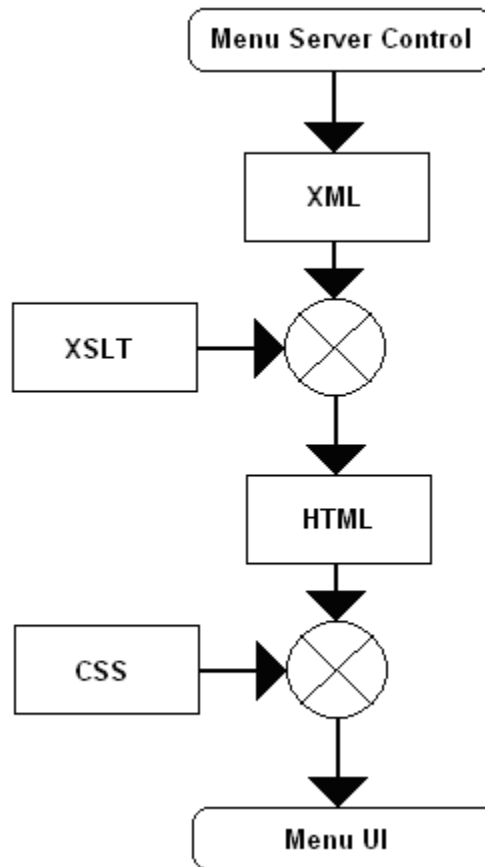 Menu Server Control
XML
XSLT
HTML
CSS
Menu UI